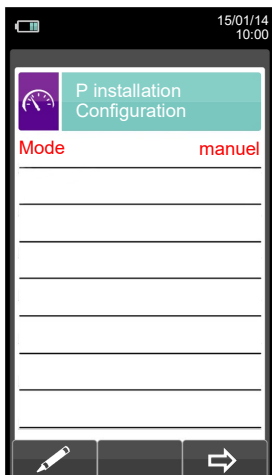 15/01/14
10:00
P installation
Configuration
Mode manuel